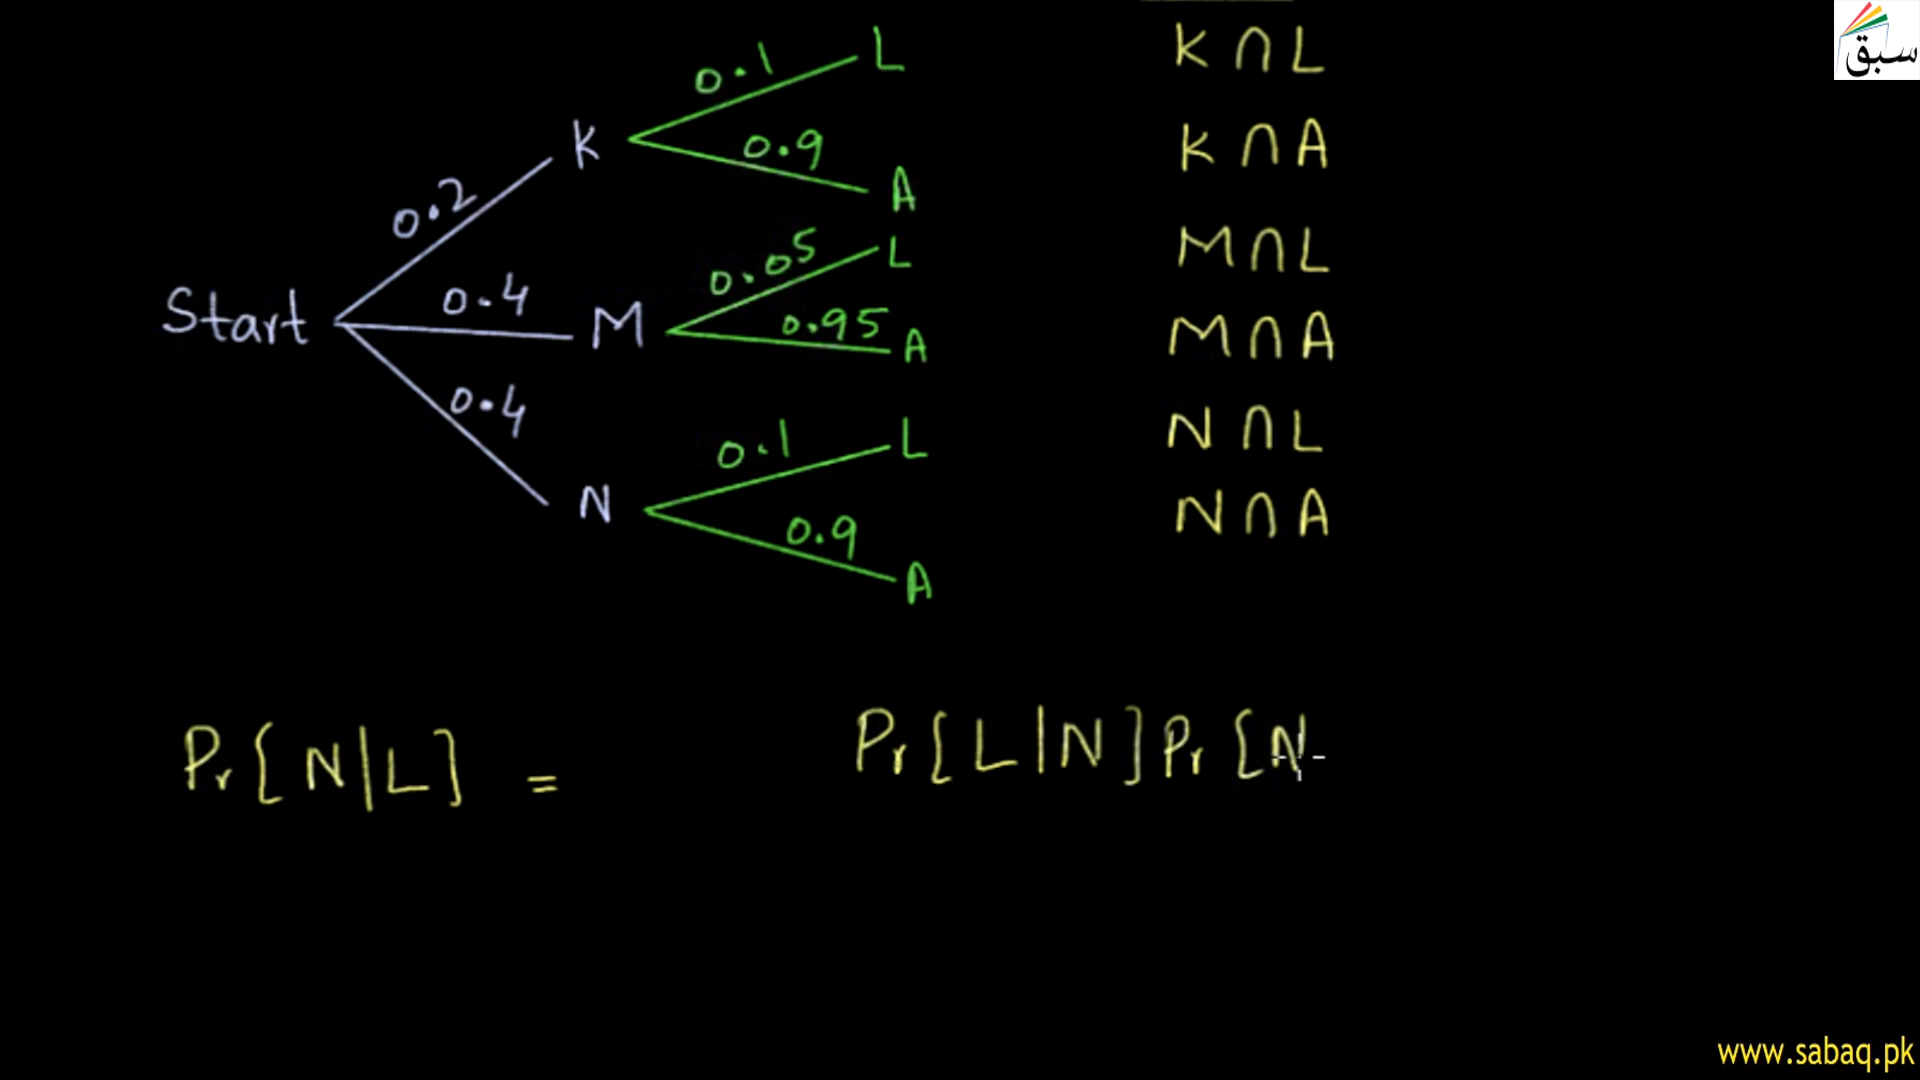 سبق
0.1 L K ∩ L
K 0.9 K ∩ A
0.2 A
0.05 L M ∩ L
Start 0.4 M 0.95 A M ∩ A
0.4
0.1 L N ∩ L
N 0.9 N ∩ A
A
Pr[N|L] = Pr[L|N]Pr[N
www.sabaq.pk